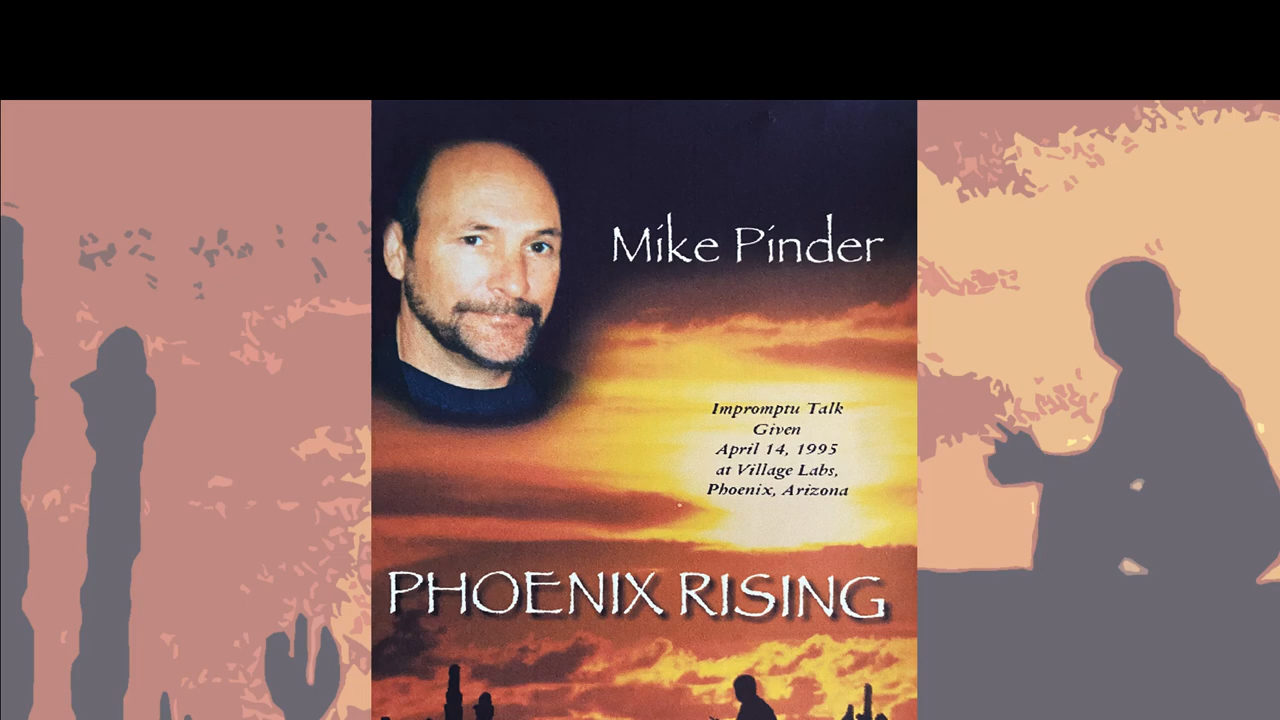 Mike Pinder
Impromptu Talk
Given
April 14, 1995
at Village Labs,
Phoenix, Arizona
PHOENIX RISING